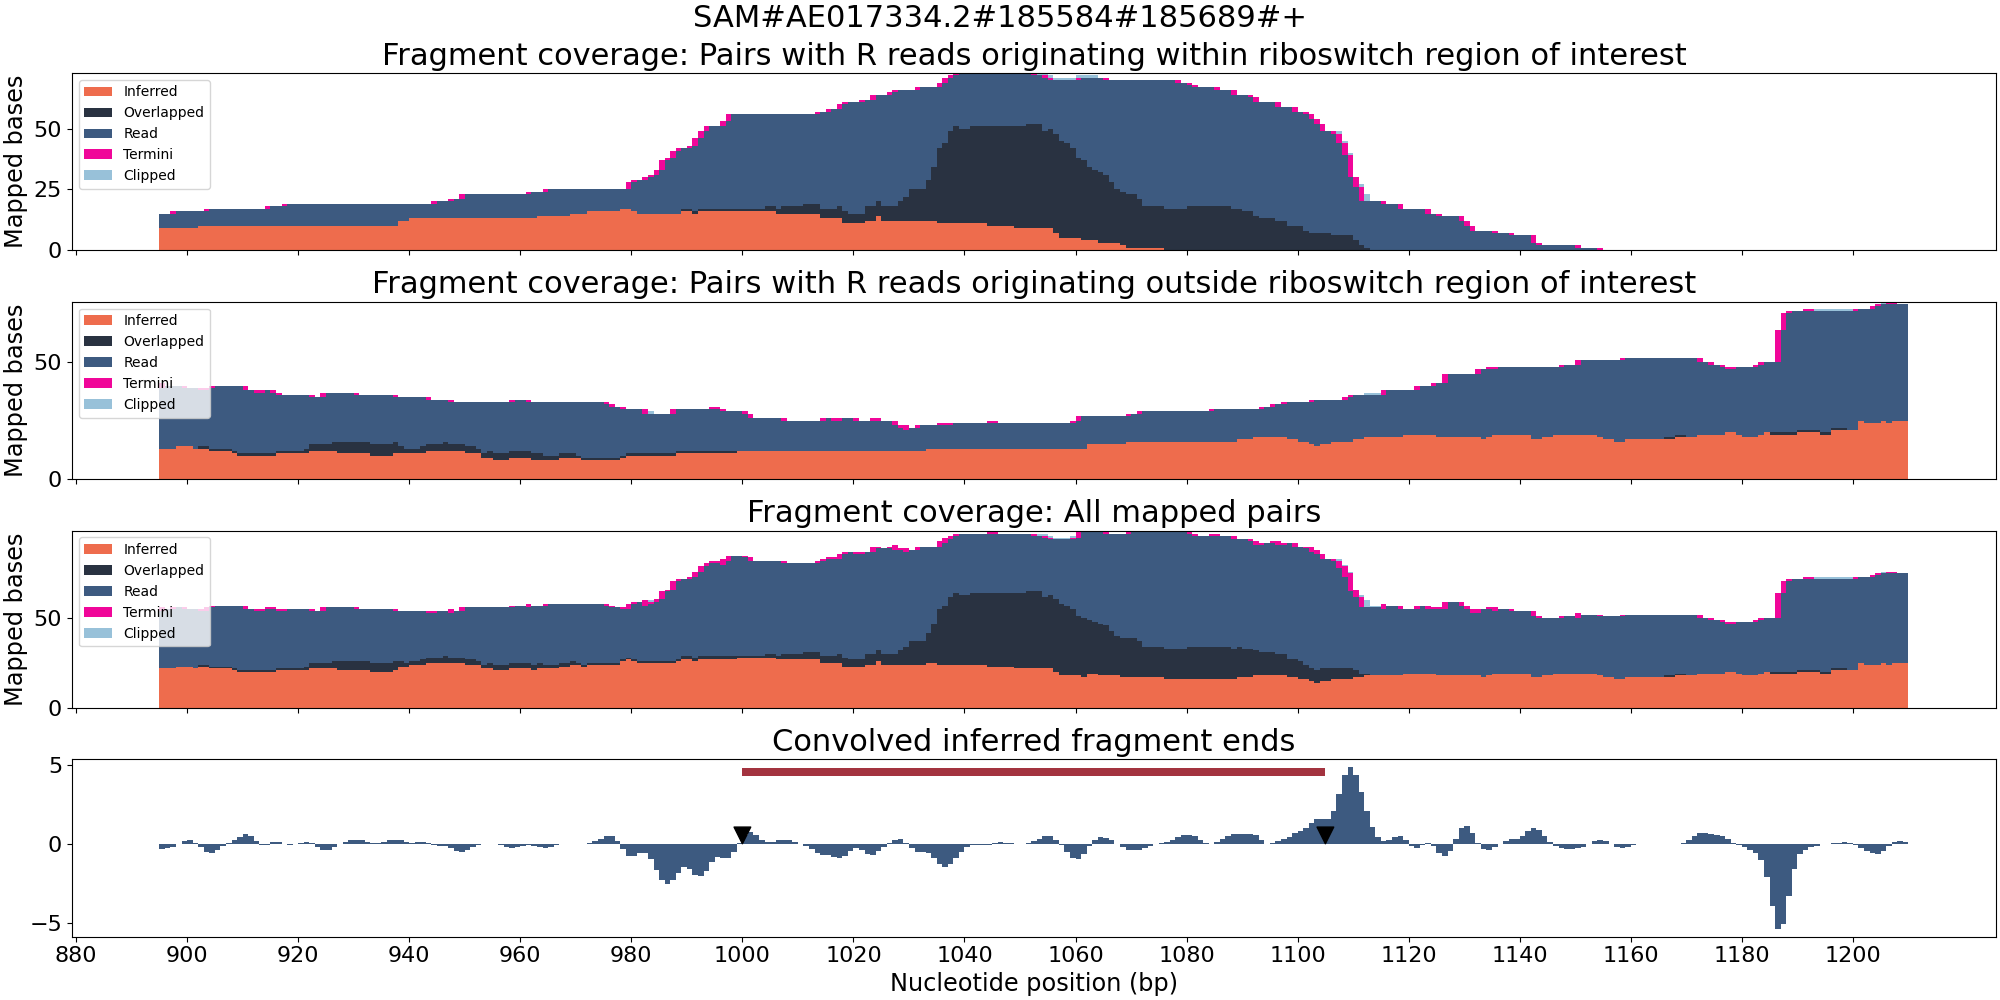 SAM#AE017334.2#185584#185689#+
Fragment coverage: Pairs with R reads originating within riboswitch region of interest
Mapped bases
50
25
0
Inferred
Overlapped
Read
Termini
Clipped
Fragment coverage: Pairs with R reads originating outside riboswitch region of interest
Mapped bases
50
0
Inferred
Overlapped
Read
Termini
Clipped
Fragment coverage: All mapped pairs
Mapped bases
50
0
Inferred
Overlapped
Read
Termini
Clipped
Convolved inferred fragment ends
5
0
−5
880 900 920 940 960 980 1000 1020 1040 1060 1080 1100 1120 1140 1160 1180 1200
Nucleotide position (bp)